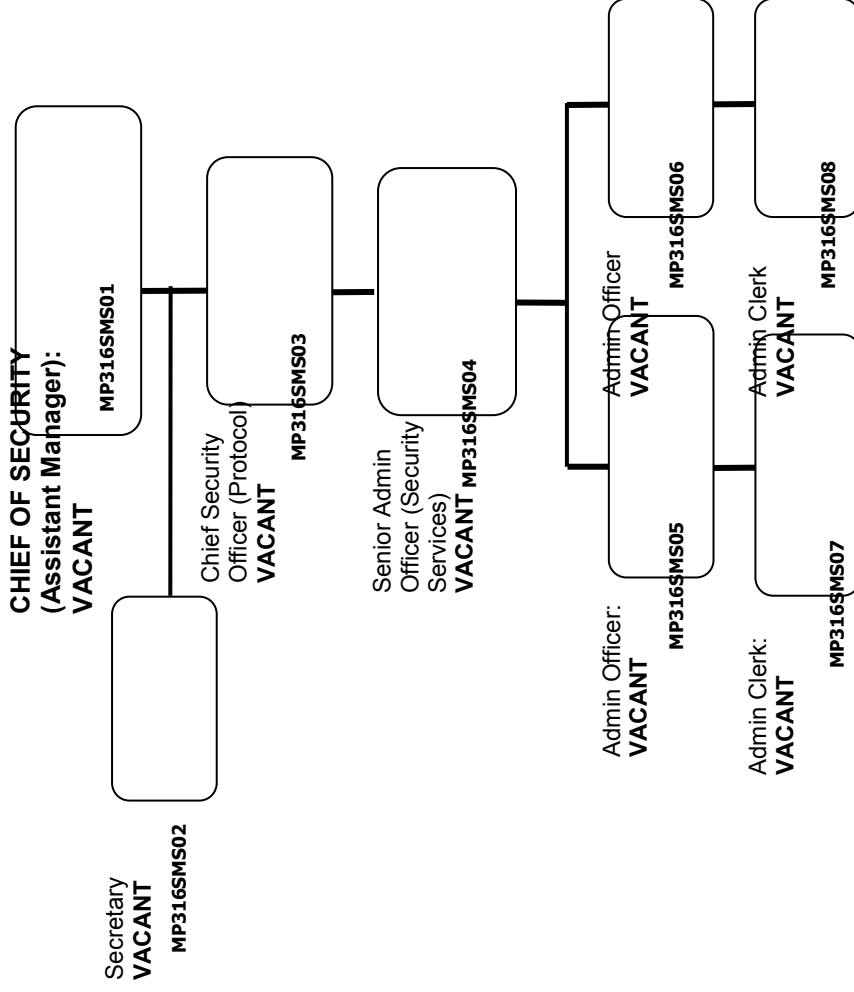 CHIEF OF SECURITY
(Assistant Manager):
VACANT
MP316SMS01
Secretary
VACANT
MP316SMS02
Chief Security
Officer (Protocol)
VACANT
MP316SMS03
Senior Admin
Officer (Security
Services)
VACANT
MP316SMS04
Admin Officer:
VACANT
MP316SMS05
Admin Officer
VACANT
MP316SMS06
Admin Clerk:
VACANT
MP316SMS07
Admin Clerk
VACANT
MP316SMS08